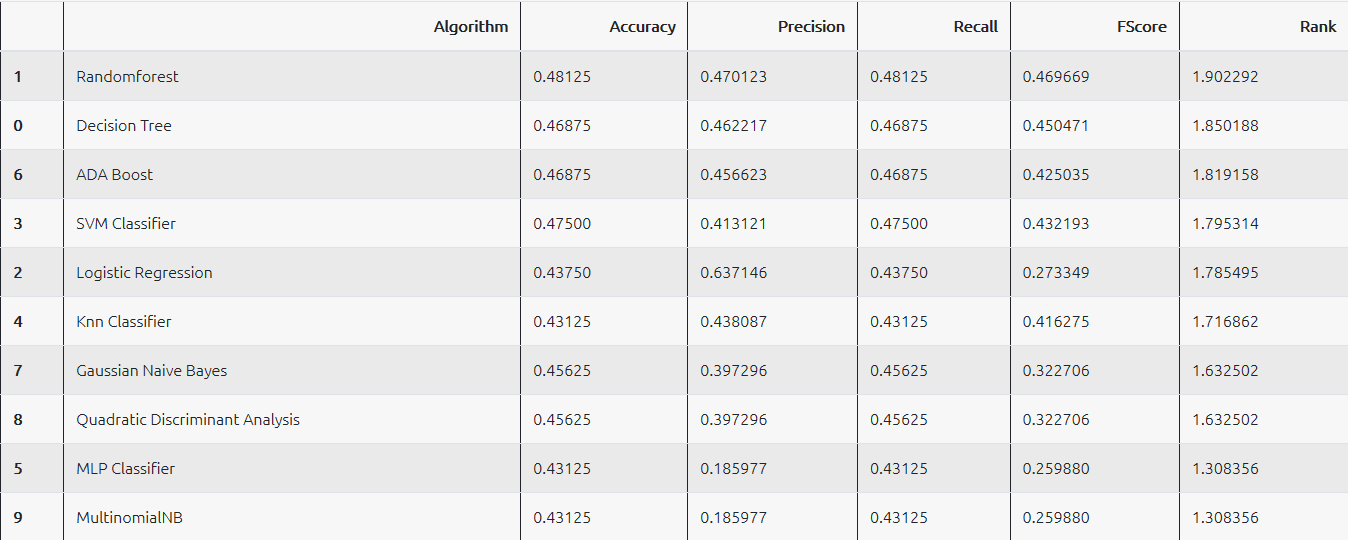 Algorithm Accuracy Precision Recall FScore Rank
1 Randomforest 0.48125 0.470123 0.48125 0.469669 1.902292
0 Decision Tree 0.46875 0.462217 0.46875 0.450471 1.850188
6 ADA Boost 0.46875 0.456623 0.46875 0.425035 1.819158
3 SVM Classifier 0.47500 0.413121 0.47500 0.432193 1.795314
2 Logistic Regression 0.43750 0.637146 0.43750 0.273349 1.785495
4 Knn Classifier 0.43125 0.438087 0.43125 0.416275 1.716862
7 Gaussian Naive Bayes 0.45625 0.397296 0.45625 0.322706 1.632502
8 Quadratic Discriminant Analysis 0.45625 0.397296 0.45625 0.322706 1.632502
5 MLP Classifier 0.43125 0.185977 0.43125 0.259880 1.308356
9 MultinomialNB 0.43125 0.185977 0.43125 0.259880 1.308356